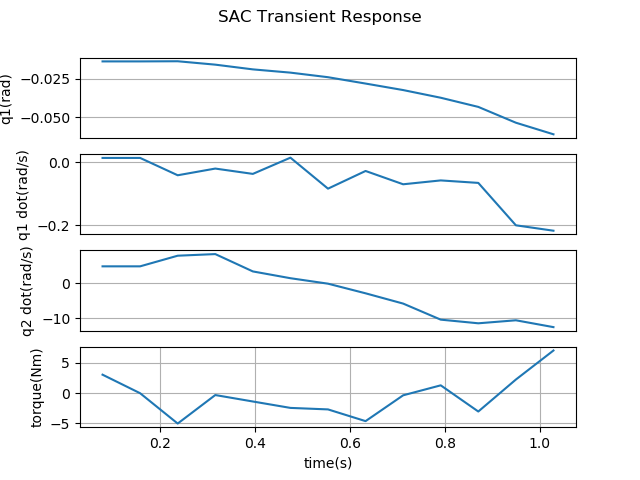 SAC Transient Response
q1(rad)
−0.025
−0.050
q1 dot(rad/s)
0.0
−0.2
q2 dot(rad/s)
0
−10
torque(Nm)
5
0
−5
0.2 0.4 0.6 0.8 1.0
time(s)